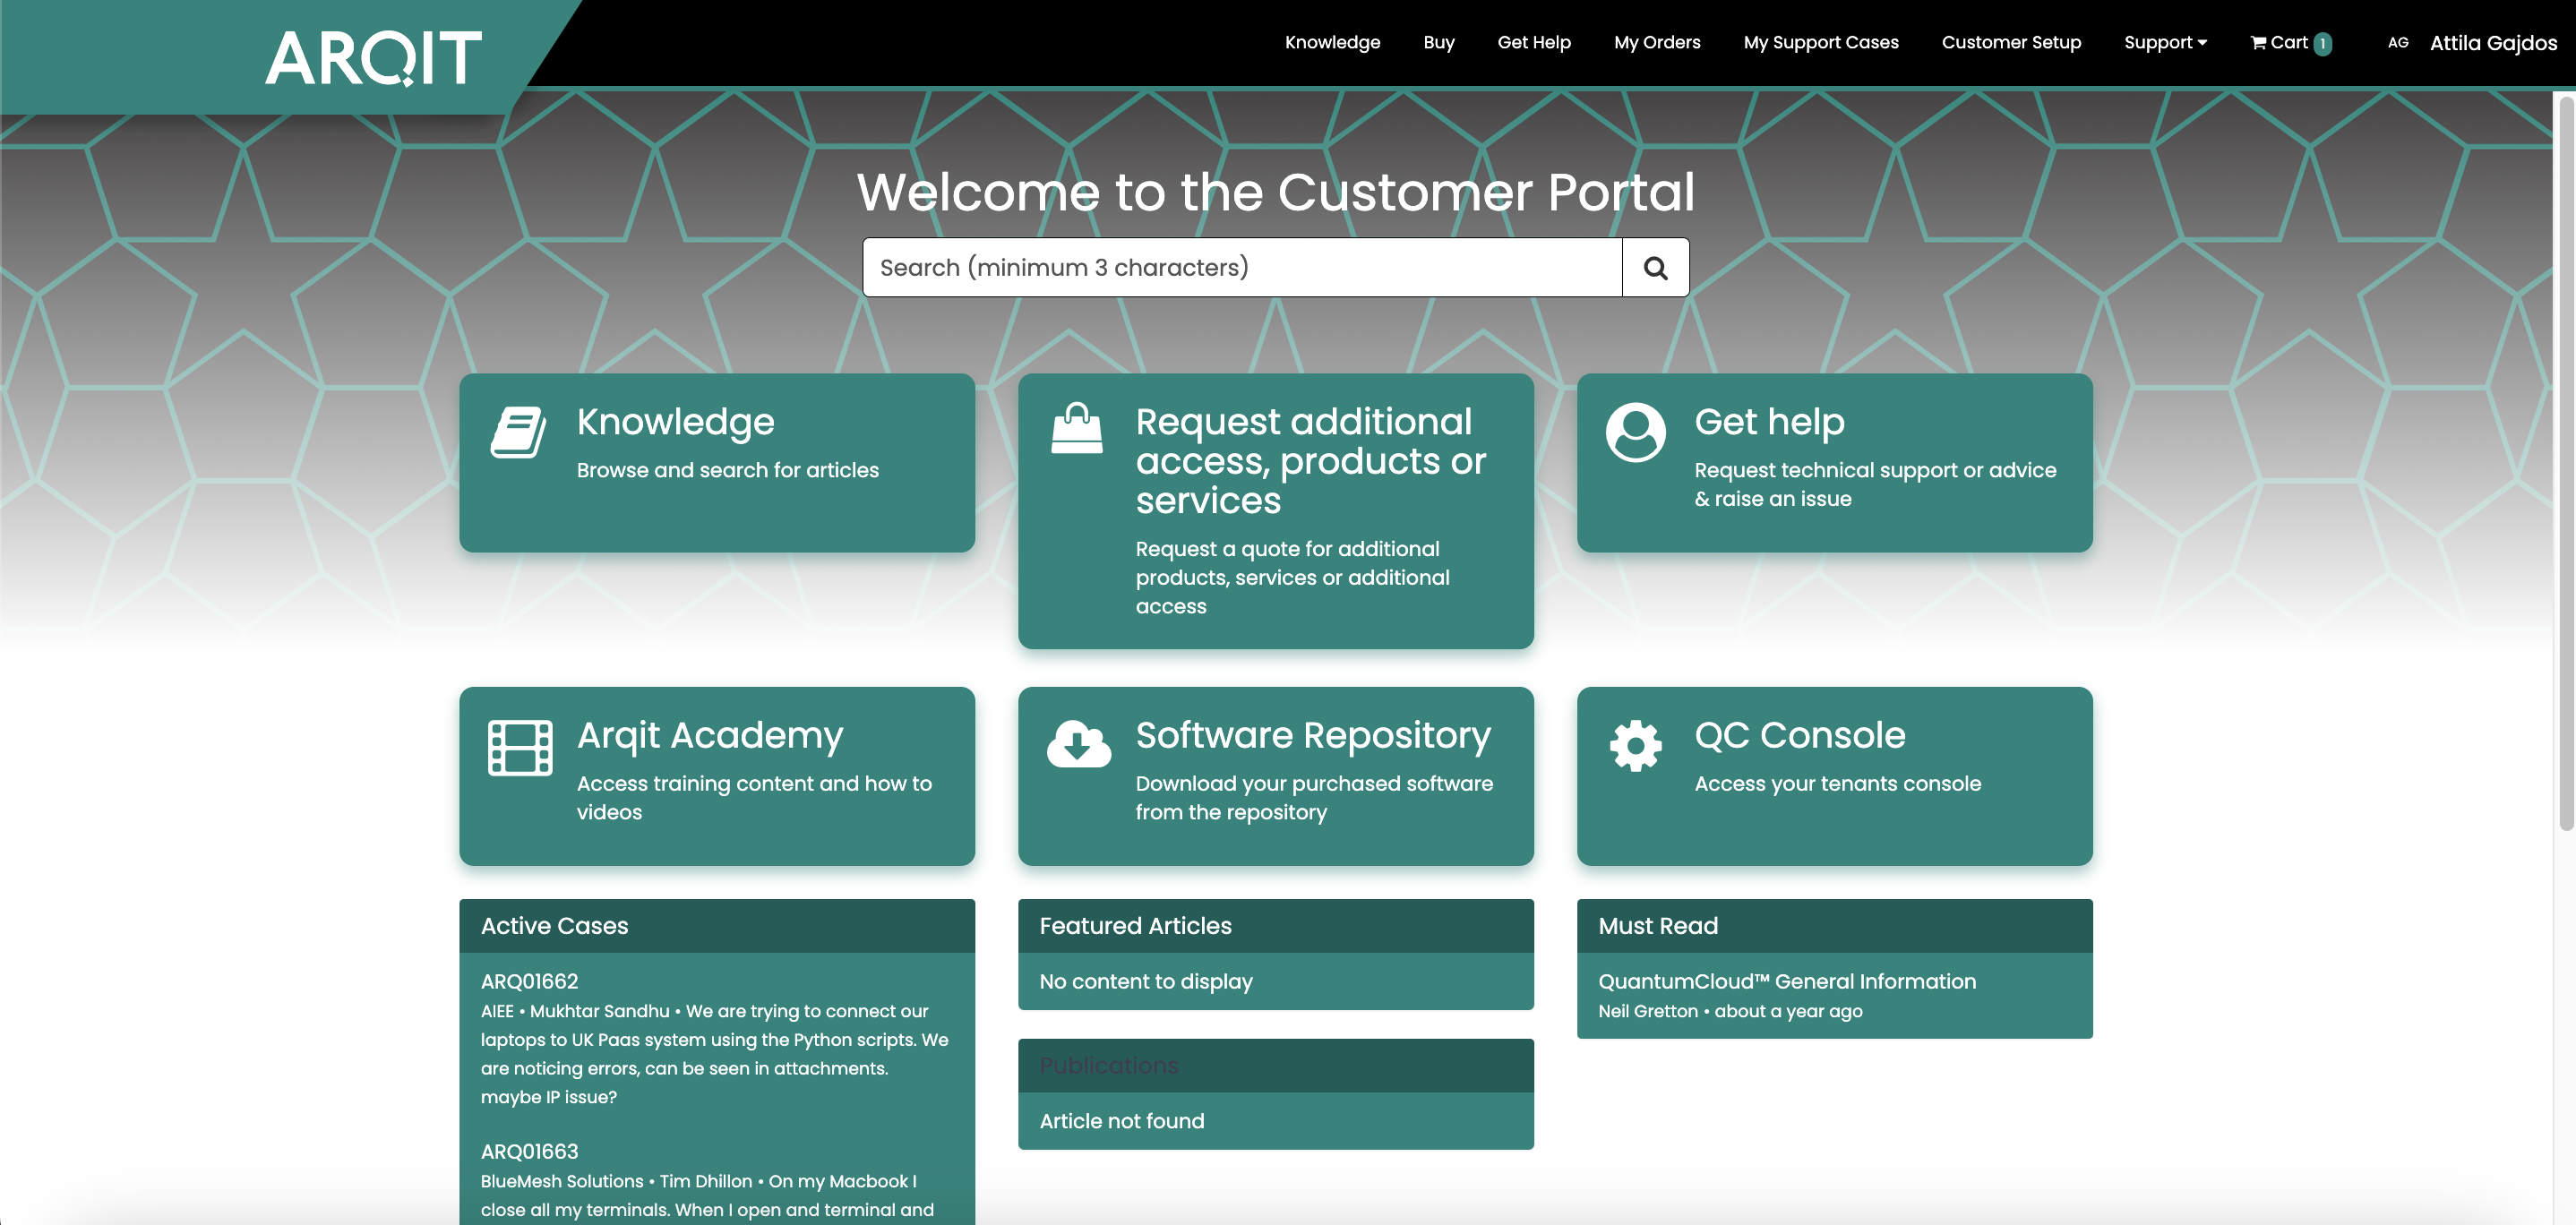 ARQIT
Knowledge
Buy
Get Help
My Orders
My Support Cases
Customer Setup
Support
Cart 1
AG
Attila Gajdos
Welcome to the Customer Portal
Search (minimum 3 characters)
Knowledge
Browse and search for articles
Request additional
access, products or
services
Request a quote for additional
products, services or additional
access
Get help
Request technical support or advice
& raise an issue
Arqit Academy
Access training content and how to
videos
Software Repository
Download your purchased software
from the repository
QC Console
Access your tenants console
Active Cases
ARQ01662
AIEE • Mukhtar Sandhu • We are trying to connect our
laptops to UK Paas system using the Python scripts. We
are noticing errors, can be seen in attachments.
maybe IP issue?
ARQ01663
BlueMesh Solutions • Tim Dhillon • On my Macbook I
close all my terminals. When I open and terminal and
Featured Articles
No content to display
Publications
Article not found
Must Read
QuantumCloud™ General Information
Neil Gretton • about a year ago